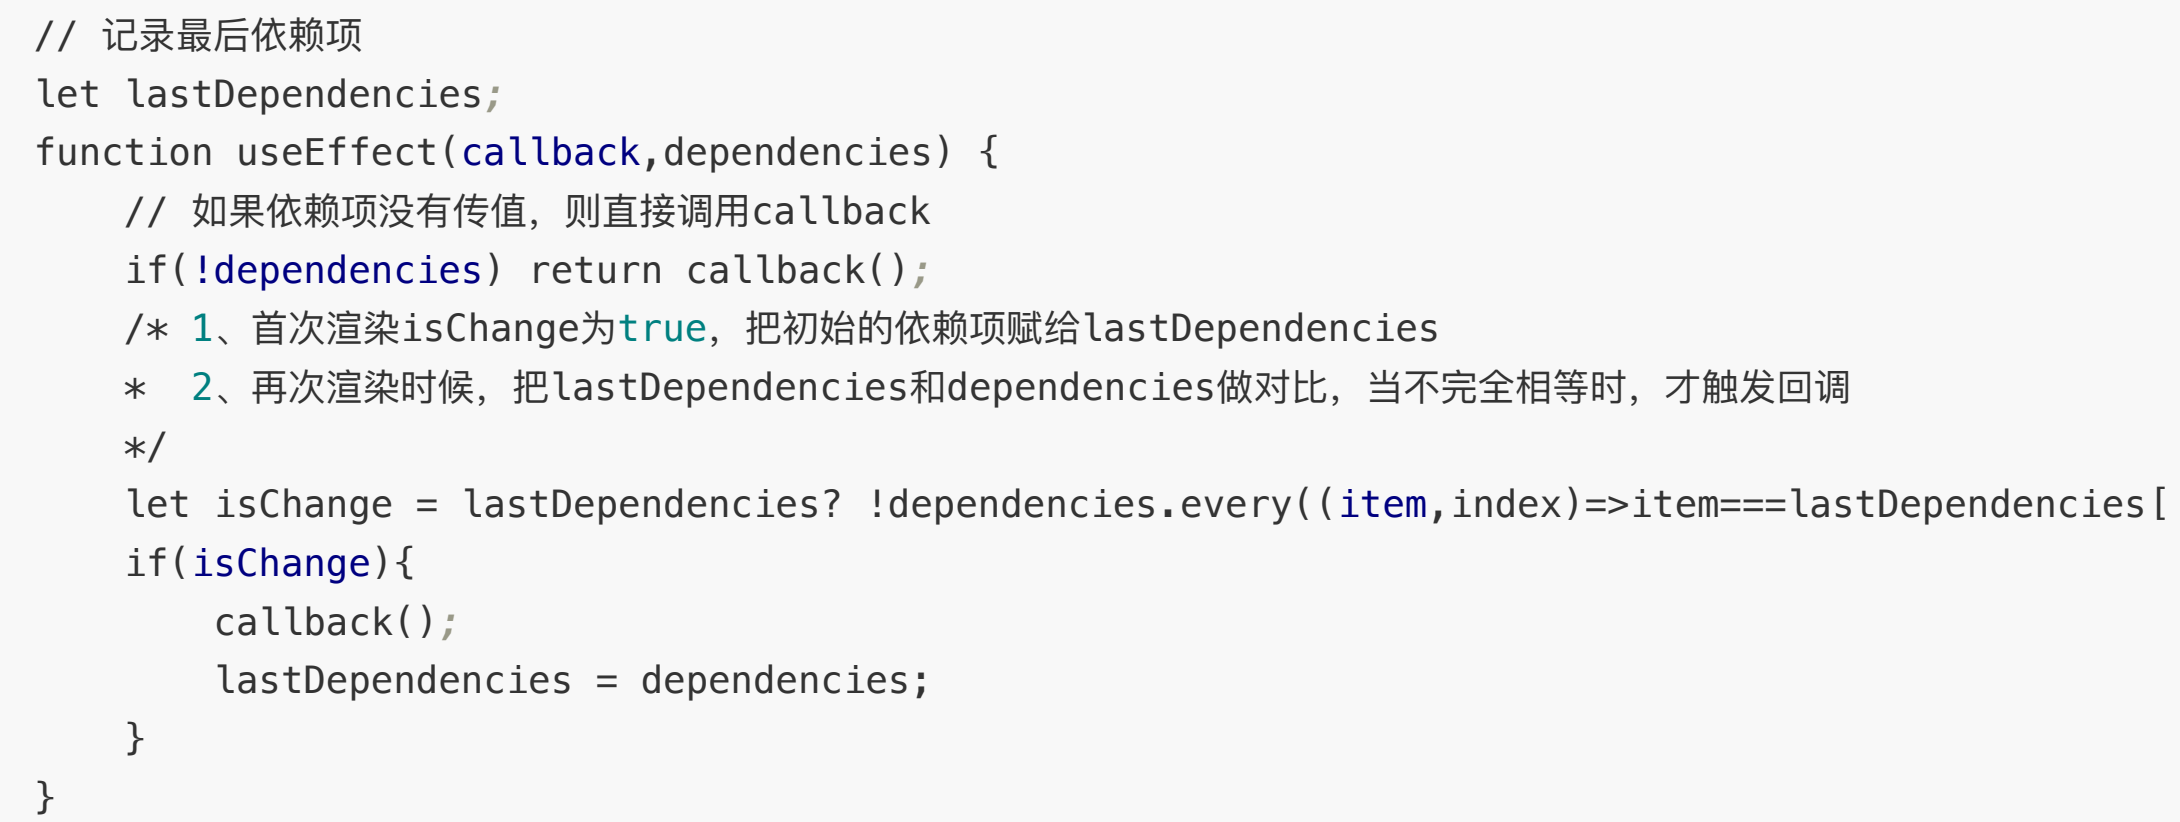 // 记录最后依赖项
let lastDependencies;
function useEffect(callback,dependencies) {
    // 如果依赖项没有传值，则直接调用callback
    if(!dependencies) return callback();
    /* 1、首次渲染isChange为true，把初始的依赖项赋给lastDependencies
    *  2、再次渲染时候，把lastDependencies和dependencies做对比，当不完全相等时，才触发回调
    */
    let isChange = lastDependencies? !dependencies.every((item,index)=>item===lastDependencies[
    if(isChange){
        callback();
        lastDependencies = dependencies;
    }
}